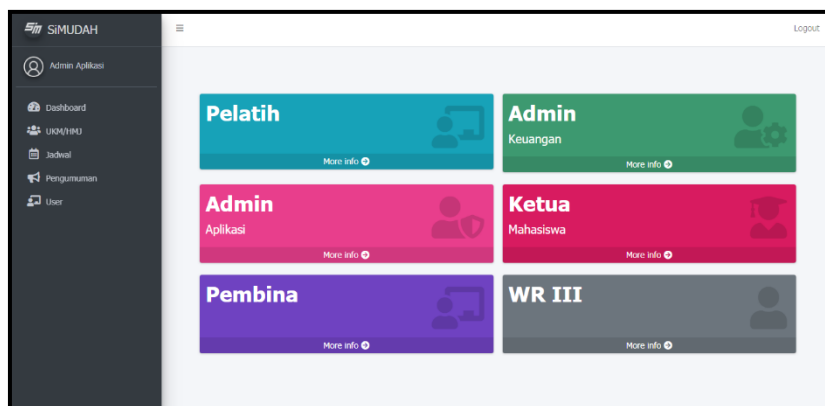 Sm SiMUDAH
Logout
Admin Aplikasi
Dashboard
UKM/HMJ
Jadwal
Pengumuman
User
Pelatih
More info
Admin
Keuangan
More info
Admin
Aplikasi
More info
Ketua
Mahasiswa
More info
Pembina
More info
WR III
More info